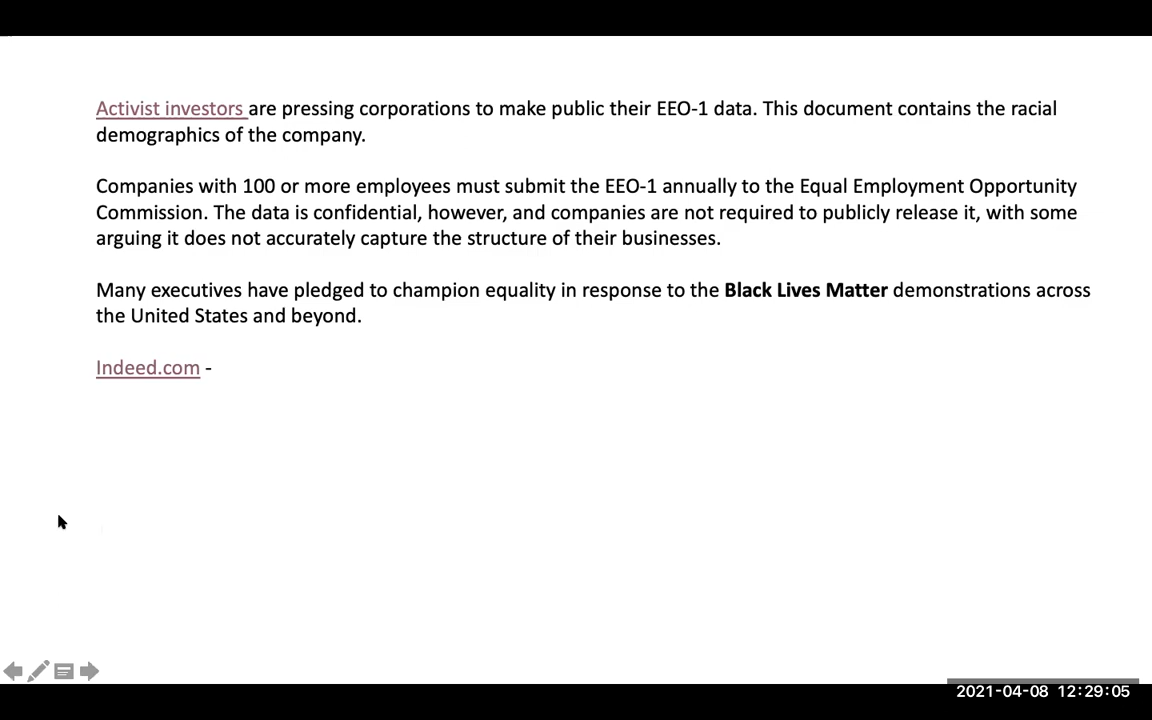 Activist investors are pressing corporations to make public their EEO-1 data. This document contains the racial
demographics of the company.
Companies with 100 or more employees must submit the EEO-1 annually to the Equal Employment Opportunity
Commission. The data is confidential, however, and companies are not required to publicly release it, with some
arguing it does not accurately capture the structure of their businesses.
Many executives have pledged to champion equality in response to the Black Lives Matter demonstrations across
the United States and beyond.
Indeed.com -
2021-04-08 12:29:05